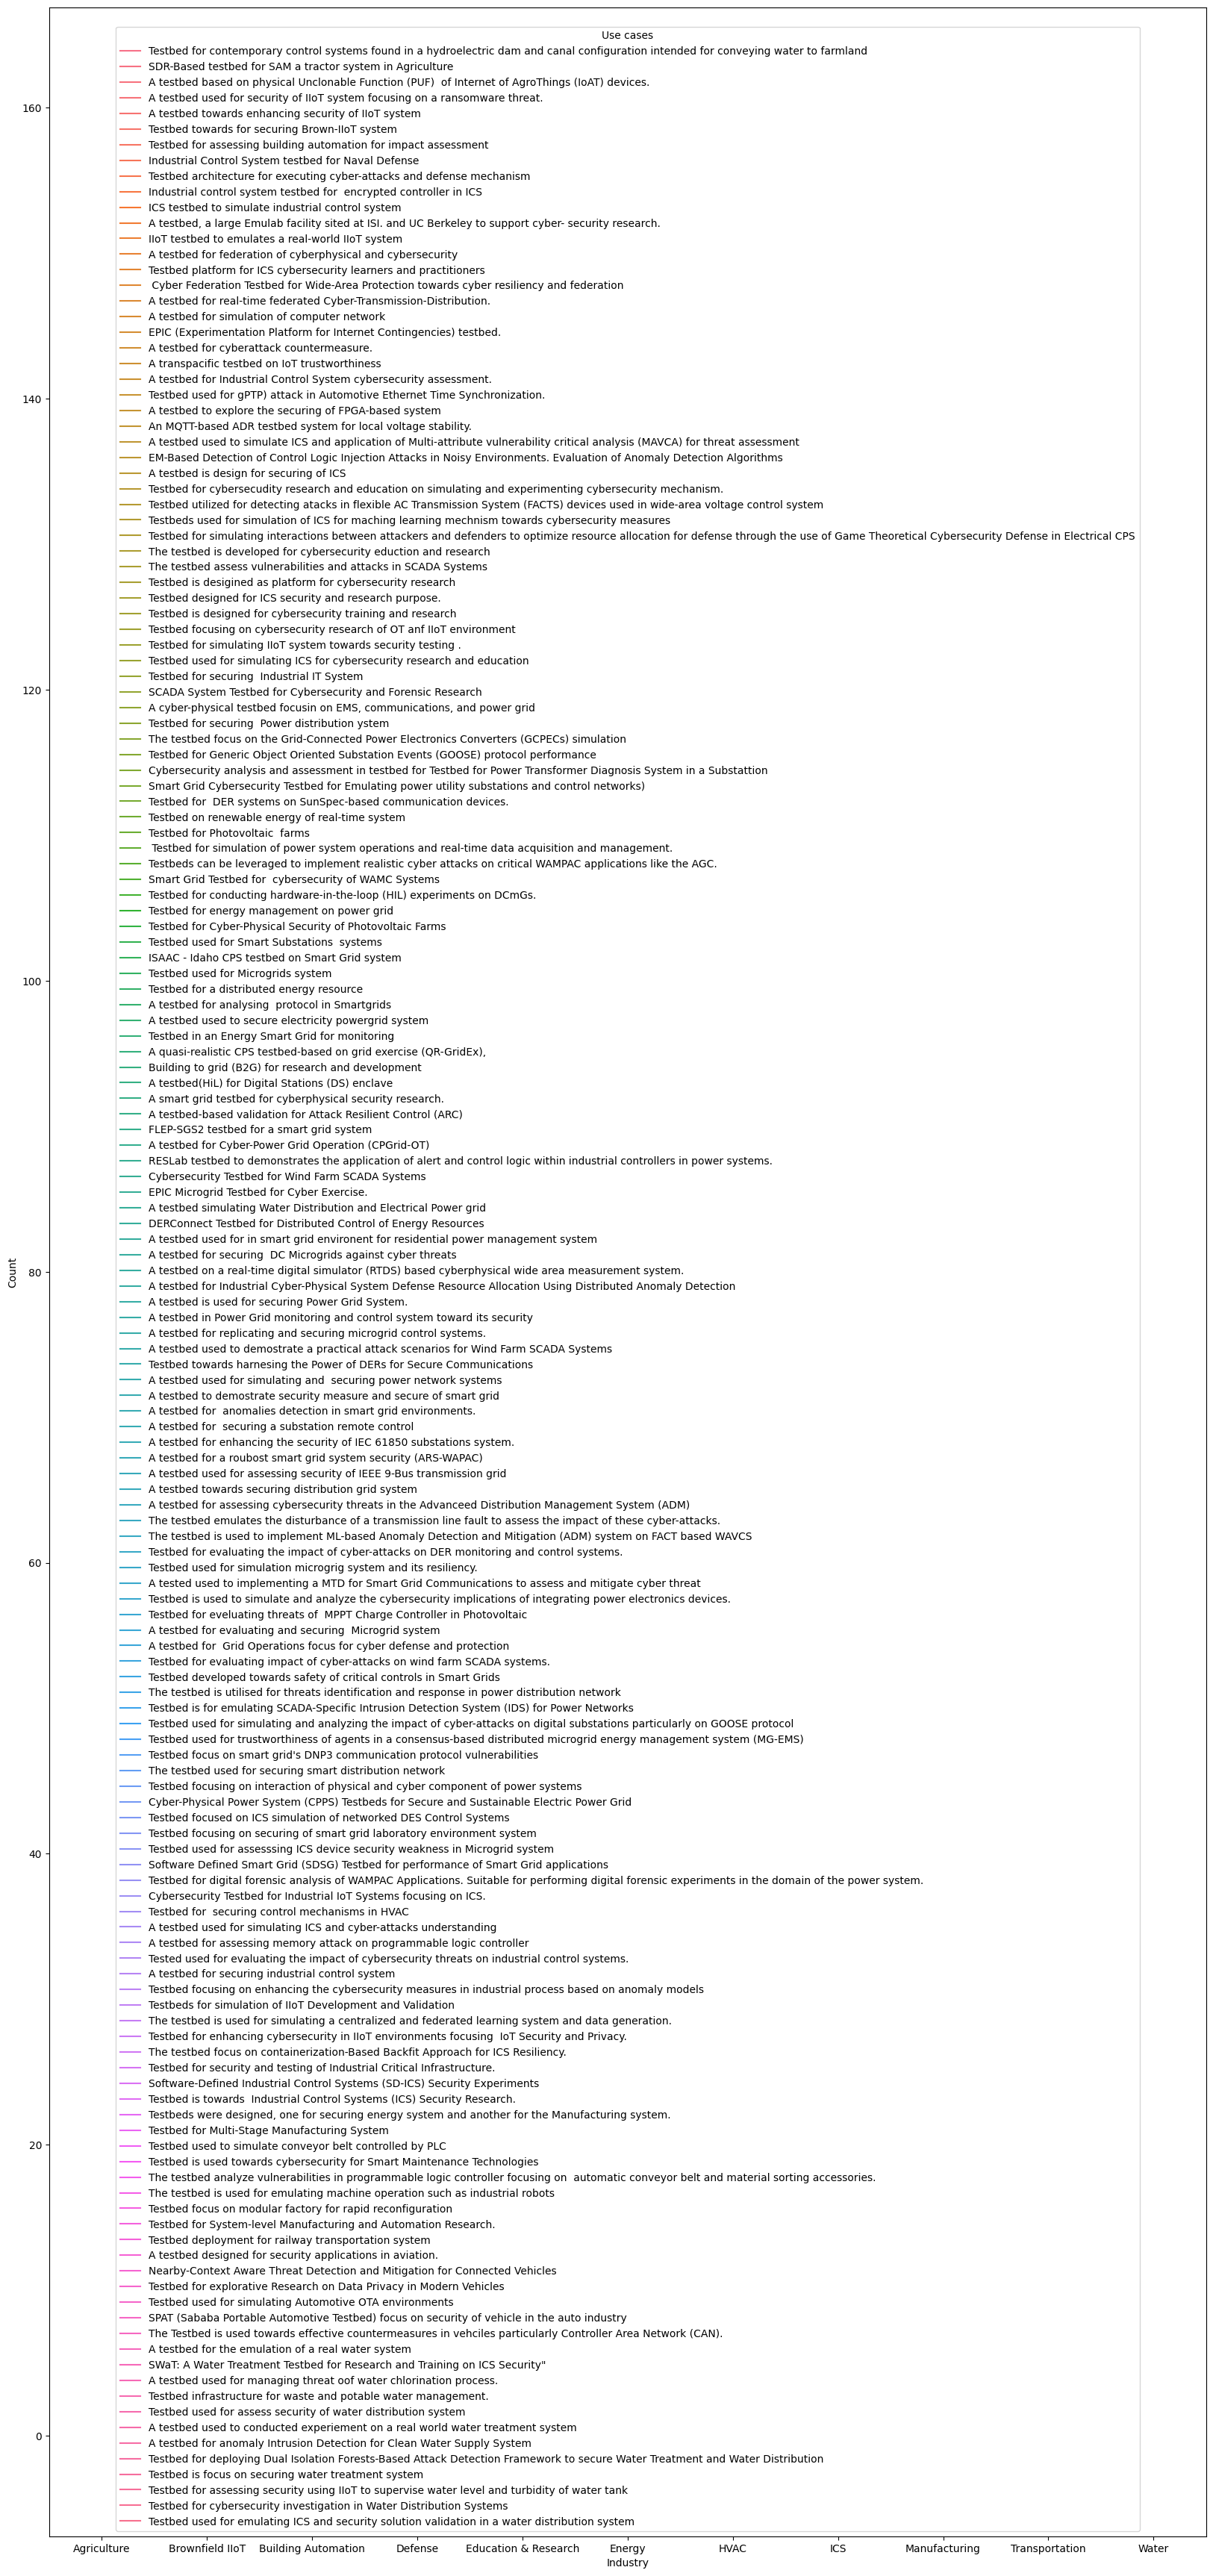 Use cases
Testbed for contemporary control systems found in a hydroelectric dam and canal configuration intended for conveying water to farmland
SDR-Based testbed for SAM a tractor system in Agriculture
A testbed based on physical Unclonable Function (PUF)  of Internet of AgroThings (IoAT) devices.
A testbed used for security of IIoT system focusing on a ransomware threat.
A testbed towards enhancing security of IIoT system
Testbed towards for securing Brown-IIoT system
Testbed for assessing building automation for impact assessment
Industrial Control System testbed for Naval Defense
Testbed architecture for executing cyber-attacks and defense mechanism
Industrial control system testbed for  encrypted controller in ICS
ICS testbed to simulate industrial control system
A testbed, a large Emulab facility sited at ISI. and UC Berkeley to support cyber- security research.
IIoT testbed to emulates a real-world IIoT system
A testbed for federation of cyberphysical and cybersecurity
Testbed platform for ICS cybersecurity learners and practitioners
Cyber Federation Testbed for Wide-Area Protection towards cyber resiliency and federation
A testbed for real-time federated Cyber-Transmission-Distribution.
A testbed for simulation of computer network
EPIC (Experimentation Platform for Internet Contingencies) testbed.
A testbed for cyberattack countermeasure.
A transpacific testbed on IoT trustworthiness
A testbed for Industrial Control System cybersecurity assessment.
Testbed used for gPTP) attack in Automotive Ethernet Time Synchronization.
A testbed to explore the securing of FPGA-based system
An MQTT-based ADR testbed system for local voltage stability.
A testbed used to simulate ICS and application of Multi-attribute vulnerability critical analysis (MAVCA) for threat assessment
EM-Based Detection of Control Logic Injection Attacks in Noisy Environments. Evaluation of Anomaly Detection Algorithms
A testbed is design for securing of ICS
Testbed for cybersecudity research and education on simulating and experimenting cybersecurity mechanism.
Testbed utilized for detecting atacks in flexible AC Transmission System (FACTS) devices used in wide-area voltage control system
Testbeds used for simulation of ICS for maching learning mechnism towards cybersecurity measures
Testbed for simulating interactions between attackers and defenders to optimize resource allocation for defense through the use of Game Theoretical Cybersecurity Defense in Electrical CPS
The testbed is developed for cybersecurity eduction and research
The testbed assess vulnerabilities and attacks in SCADA Systems
Testbed is desigined as platform for cybersecurity research
Testbed designed for ICS security and research purpose.
Testbed is designed for cybersecurity training and research
Testbed focusing on cybersecurity research of OT anf IIoT environment
Testbed for simulating IIoT system towards security testing .
Testbed used for simulating ICS for cybersecurity research and education
Testbed for securing  Industrial IT System
SCADA System Testbed for Cybersecurity and Forensic Research
A cyber-physical testbed focusin on EMS, communications, and power grid
Testbed for securing  Power distribution ystem
The testbed focus on the Grid-Connected Power Electronics Converters (GCPECs) simulation
Testbed for Generic Object Oriented Substation Events (GOOSE) protocol performance
Cybersecurity analysis and assessment in testbed for Testbed for Power Transformer Diagnosis System in a Substattion
Smart Grid Cybersecurity Testbed for Emulating power utility substations and control networks)
Testbed for  DER systems on SunSpec-based communication devices.
Testbed on renewable energy of real-time system
Testbed for Photovoltaic  farms
Testbed for simulation of power system operations and real-time data acquisition and management.
Testbeds can be leveraged to implement realistic cyber attacks on critical WAMPAC applications like the AGC.
Smart Grid Testbed for  cybersecurity of WAMC Systems
Testbed for conducting hardware-in-the-loop (HIL) experiments on DCmGs.
Testbed for energy management on power grid
Testbed for Cyber-Physical Security of Photovoltaic Farms
Testbed used for Smart Substations  systems
ISAAC - Idaho CPS testbed on Smart Grid system
Testbed used for Microgrids system
Testbed for a distributed energy resource
A testbed for analysing  protocol in Smartgrids
A testbed used to secure electricity powergrid system
Testbed in an Energy Smart Grid for monitoring
A quasi-realistic CPS testbed-based on grid exercise (QR-GridEx),
Building to grid (B2G) for research and development
A testbed(HiL) for Digital Stations (DS) enclave
A smart grid testbed for cyberphysical security research.
A testbed-based validation for Attack Resilient Control (ARC)
FLEP-SGS2 testbed for a smart grid system
A testbed for Cyber-Power Grid Operation (CPGrid-OT)
RESLab testbed to demonstrates the application of alert and control logic within industrial controllers in power systems.
Cybersecurity Testbed for Wind Farm SCADA Systems
EPIC Microgrid Testbed for Cyber Exercise.
A testbed simulating Water Distribution and Electrical Power grid
DERConnect Testbed for Distributed Control of Energy Resources
A testbed used for in smart grid environent for residential power management system
A testbed for securing  DC Microgrids against cyber threats
A testbed on a real-time digital simulator (RTDS) based cyberphysical wide area measurement system.
A testbed for Industrial Cyber-Physical System Defense Resource Allocation Using Distributed Anomaly Detection
A testbed is used for securing Power Grid System.
A testbed in Power Grid monitoring and control system toward its security
A testbed for replicating and securing microgrid control systems.
A testbed used to demostrate a practical attack scenarios for Wind Farm SCADA Systems
Testbed towards harnesing the Power of DERs for Secure Communications
A testbed used for simulating and  securing power network systems
A testbed to demostrate security measure and secure of smart grid
A testbed for  anomalies detection in smart grid environments.
A testbed for  securing a substation remote control
A testbed for enhancing the security of IEC 61850 substations system.
A testbed for a roubost smart grid system security (ARS-WAPAC)
A testbed used for assessing security of IEEE 9-Bus transmission grid
A testbed towards securing distribution grid system
A testbed for assessing cybersecurity threats in the Advanceed Distribution Management System (ADM)
The testbed emulates the disturbance of a transmission line fault to assess the impact of these cyber-attacks.
The testbed is used to implement ML-based Anomaly Detection and Mitigation (ADM) system on FACT based WAVCS
Testbed for evaluating the impact of cyber-attacks on DER monitoring and control systems.
Testbed used for simulation microgrig system and its resiliency.
A tested used to implementing a MTD for Smart Grid Communications to assess and mitigate cyber threat
Testbed is used to simulate and analyze the cybersecurity implications of integrating power electronics devices.
Testbed for eveluating threats of  MPPT Charge Controller in Photovoltaic
A testbed for evaluating and securing  Microgrid system
A testbed for  Grid Operations focus for cyber defense and protection
Testbed for evaluating impact of cyber-attacks on wind farm SCADA systems.
Testbed developed towards safety of critical controls in Smart Grids
The testbed is utilised for threats identification and response in power distribution network
Testbed is for emulating SCADA-Specific Intrusion Detection System (IDS) for Power Networks
Testbed used for simulating and analyzing the impact of cyber-attacks on digital substations particularly on GOOSE protocol
Testbed used for trustworthiness of agents in a consensus-based distributed microgrid energy management system (MG-EMS)
Testbed focus on smart grid's DNP3 communication protocol vulnerabilities
The testbed used for securing smart distribution network
Testbed focusing on interaction of physical and cyber component of power systems
Cyber-Physical Power System (CPPS) Testbeds for Secure and Sustainable Electric Power Grid
Testbed focused on ICS simulation of networked DES Control Systems
Testbed focusing on securing of smart grid laboratory environment system
Testbed used for assesssing ICS device security weakness in Microgrid system
Software Defined Smart Grid (SDSG) Testbed for performance of Smart Grid applications
Testbed for digital forensic analysis of WAMPAC Applications. Suitable for performing digital forensic experiments in the domain of the power system.
Cybersecurity Testbed for Industrial IoT Systems focusing on ICS.
Testbed for  securing control mechanisms in HVAC
A testbed used for simulating ICS and cyber-attacks understanding
A testbed for assessing memory attack on programmable logic controller
Tested used for evaluating the impact of cybersecurity threats on industrial control systems.
A testbed for securing industrial control system
Testbed focusing on enhancing the cybersecurity measures in industrial process based on anomaly models
Testbeds for simulation of IIoT Development and Validation
The testbed is used for simulating a centralized and federated learning system and data generation.
Testbed for enhancing cybersecurity in IIoT environments focusing  IoT Security and Privacy.
The testbed focus on containerization-Based Backfit Approach for ICS Resiliency.
Testbed for security and testing of Industrial Critical Infrastructure.
Software-Defined Industrial Control Systems (SD-ICS) Security Experiments
Testbed is towards  Industrial Control Systems (ICS) Security Research.
Testbeds were designed, one for securing energy system and another for the Manufacturing system.
Testbed for Multi-Stage Manufacturing System
Testbed used to simulate conveyor belt controlled by PLC
Testbed is used towards cybersecurity for Smart Maintenance Technologies
The testbed analyze vulnerabilities in programmable logic controller focusing on  automatic conveyor belt and material sorting accessories.
The testbed is used for emulating machine operation such as industrial robots
Testbed focus on modular factory for rapid reconfiguration
Testbed for System-level Manufacturing and Automation Research.
Testbed deployment for railway transportation system
A testbed designed for security applications in aviation.
Nearby-Context Aware Threat Detection and Mitigation for Connected Vehicles
Testbed for explorative Research on Data Privacy in Modern Vehicles
Testbed used for simulating Automotive OTA environments
SPAT (Sababa Portable Automotive Testbed) focus on security of vehicle in the auto industry
The Testbed is used towards effective countermeasures in vehciles particularly Controller Area Network (CAN).
A testbed for the emulation of a real water system
SWaT: A Water Treatment Testbed for Research and Training on ICS Security"
A testbed used for managing threat oof water chlorination process.
Testbed infrastructure for waste and potable water management.
Testbed used for assess security of water distribution system
A testbed used to conducted experiement on a real world water treatment system
A testbed for anomaly Intrusion Detection for Clean Water Supply System
Testbed for deploying Dual Isolation Forests-Based Attack Detection Framework to secure Water Treatment and Water Distribution
Testbed is focus on securing water treatment system
Testbed for assessing security using IIoT to supervise water level and turbidity of water tank
Testbed for cybersecurity investigation in Water Distribution Systems
Testbed used for emulating ICS and security solution validation in a water distribution system
160
140
120
100
80
60
40
20
0
Count
Agriculture Brownfield IIoT Building Automation Defense Education & Research Energy HVAC ICS Manufacturing Transportation Water
Industry